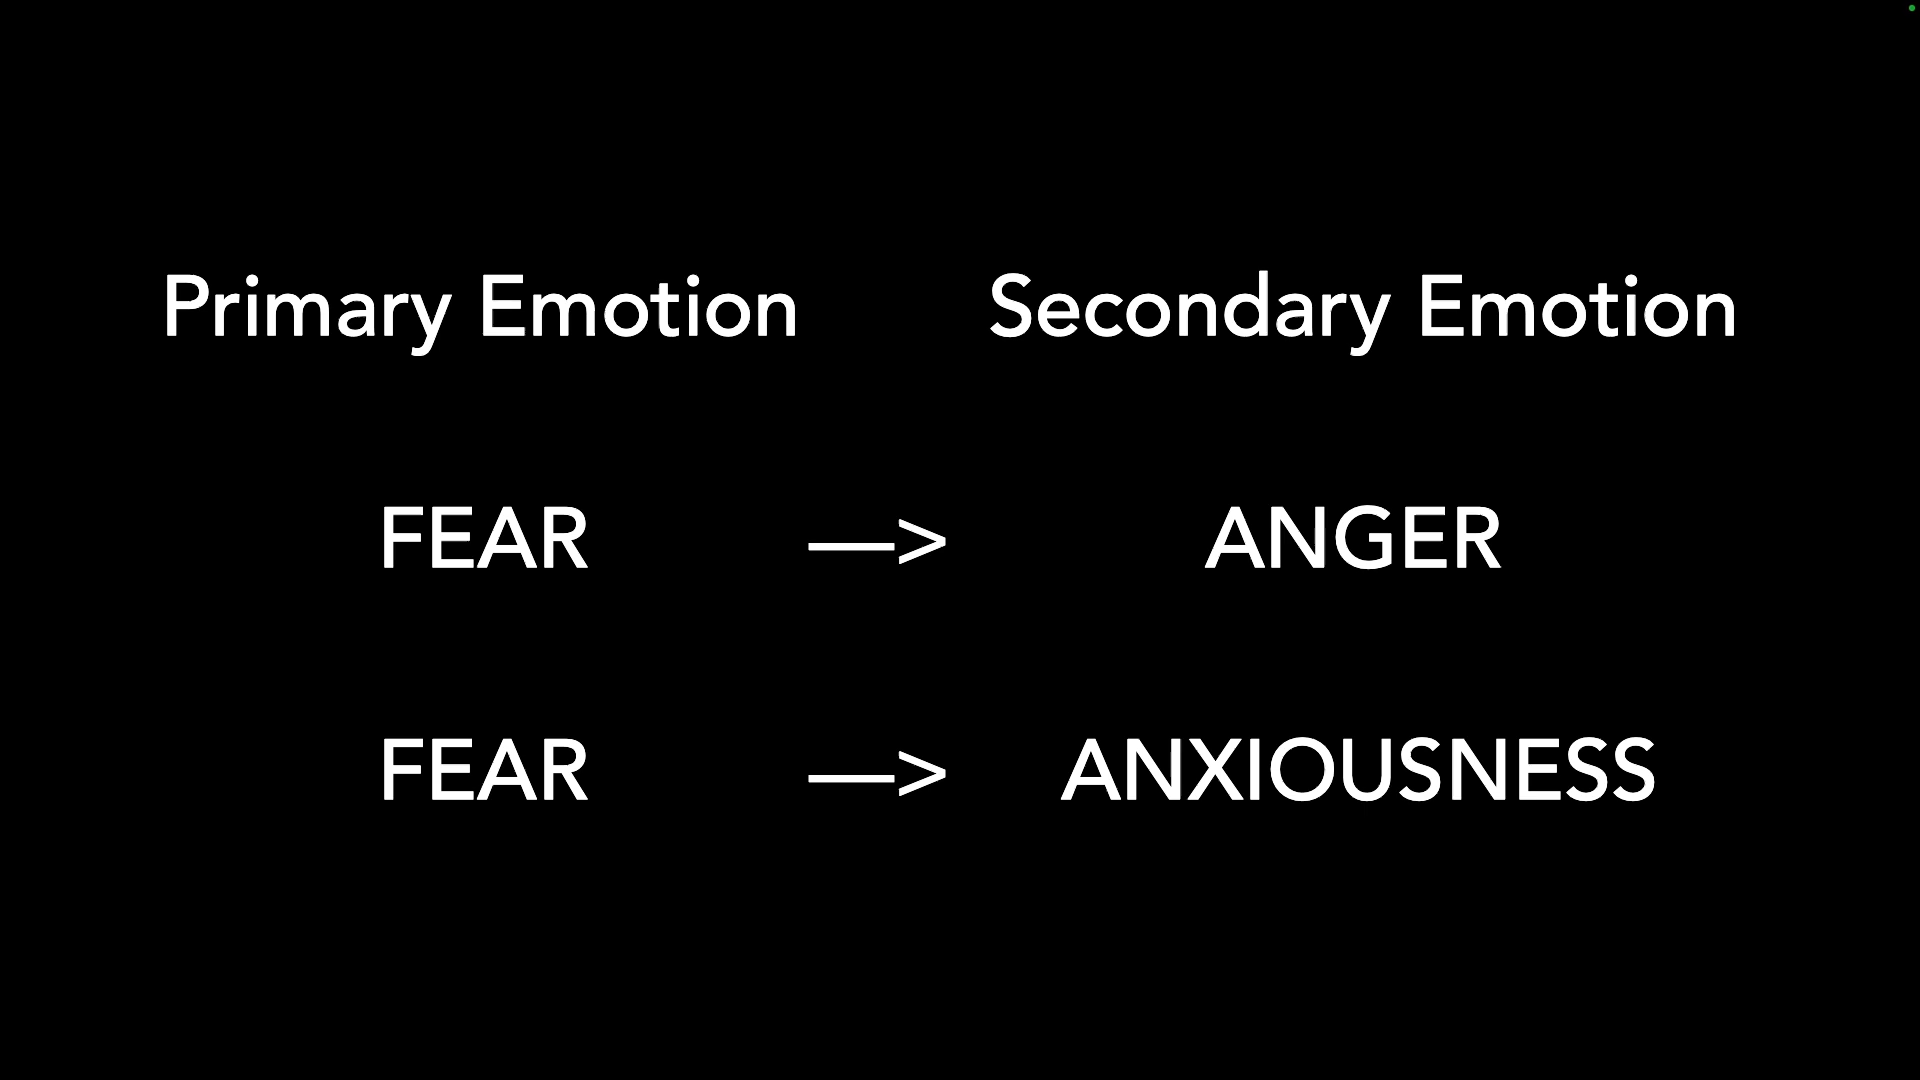 Primary Emotion Secondary Emotion
FEAR —> ANGER
FEAR —> ANXIOUSNESS